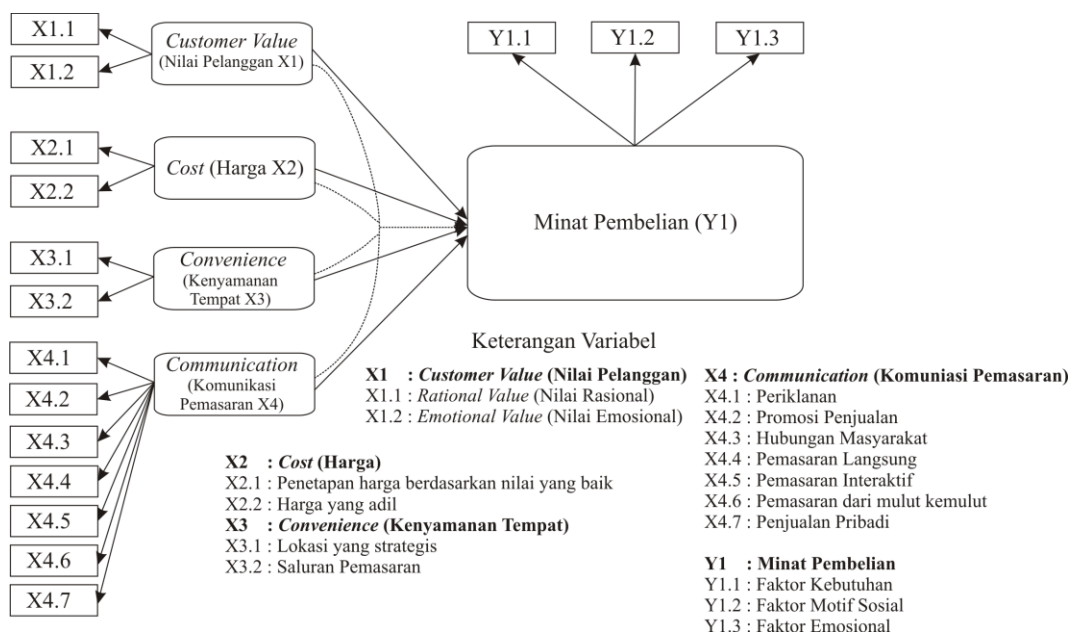 X1.1
X1.2
Customer Value
(Nilai Pelanggan X1)
X2.1
X2.2
Cost (Harga X2)
X3.1
X3.2
Convenience
(Kenyamanan
Tempat X3)
X4.1
X4.2
X4.3
X4.4
X4.5
X4.6
X4.7
Communication
(Komunikasi
Pemasaran X4)
Y1.1
Y1.2
Y1.3
Minat Pembelian (Y1)
Keterangan Variabel
X1 : Customer Value (Nilai Pelanggan)
X1.1 : Rational Value (Nilai Rasional)
X1.2 : Emotional Value (Nilai Emosional)
X2 : Cost (Harga)
X2.1 : Penetapan harga berdasarkan nilai yang baik
X2.2 : Harga yang adil
X3 : Convenience (Kenyamanan Tempat)
X3.1 : Lokasi yang strategis
X3.2 : Saluran Pemasaran
X4 : Communication (Komuniasi Pemasaran)
X4.1 : Periklanan
X4.2 : Promosi Penjualan
X4.3 : Hubungan Masyarakat
X4.4 : Pemasaran Langsung
X4.5 : Pemasaran Interaktif
X4.6 : Pemasaran dari mulut kemulut
X4.7 : Penjualan Pribadi
Y1 : Minat Pembelian
Y1.1 : Faktor Kebutuhan
Y1.2 : Faktor Motif Sosial
Y1.3 : Faktor Emosional